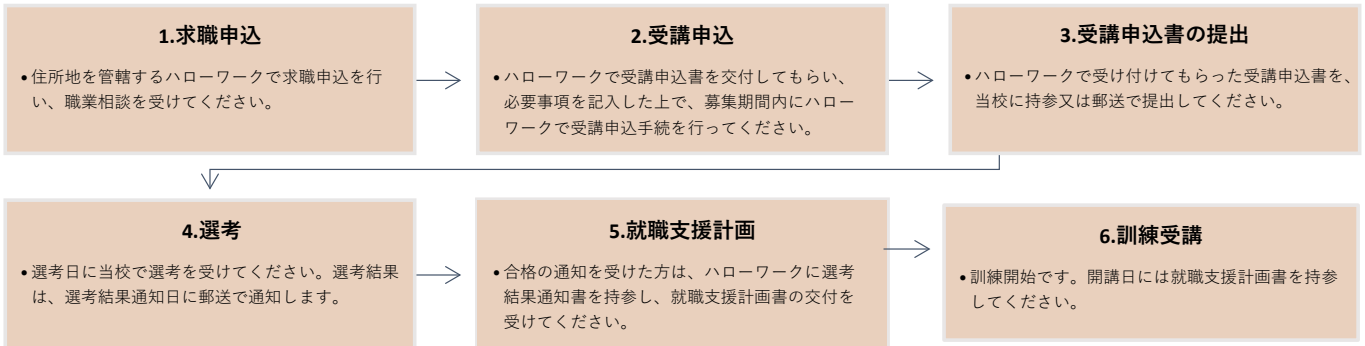 1.求職申込
•住所地を管轄するハローワークで求職申込を行
い、職業相談を受けてください。
2.受講申込
•ハローワークで受講申込書を交付してもらい、
必要事項を記入した上で、募集期間内にハロー
ワークで受講申込手続を行ってください。
3.受講申込書の提出
•ハローワークで受け付けてもらった受講申込書を、
当校に持参又は郵送で提出してください。
4.選考
•選考日に当校で選考を受けてください。選考結果
は、選考結果通知日に郵送で通知します。
5.就職支援計画
•合格の通知を受けた方は、ハローワークに選考
結果通知書を持参し、就職支援計画書の交付を
受けてください。
6.訓練受講
•訓練開始です。開講日には就職支援計画書を持参
してください。